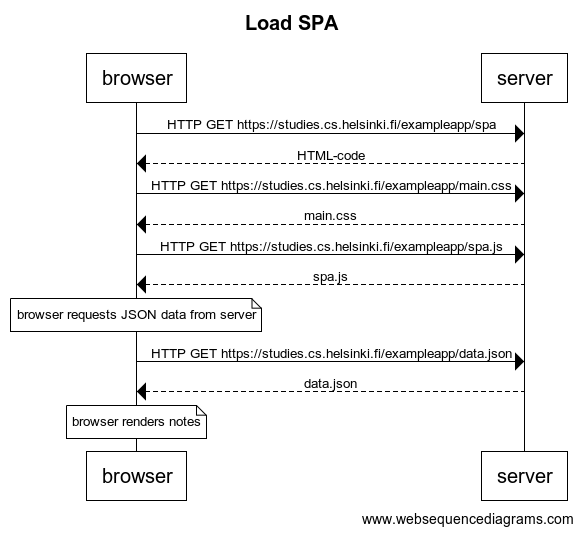 Load SPA
browser
server
HTTP GET https://studies.cs.helsinki.fi/exampleapp/spa
HTML-code
HTTP GET https://studies.cs.helsinki.fi/exampleapp/main.css
main.css
HTTP GET https://studies.cs.helsinki.fi/exampleapp/spa.js
spa.js
browser requests JSON data from server
HTTP GET https://studies.cs.helsinki.fi/exampleapp/data.json
data.json
browser renders notes
browser
server
www.websequencediagrams.com